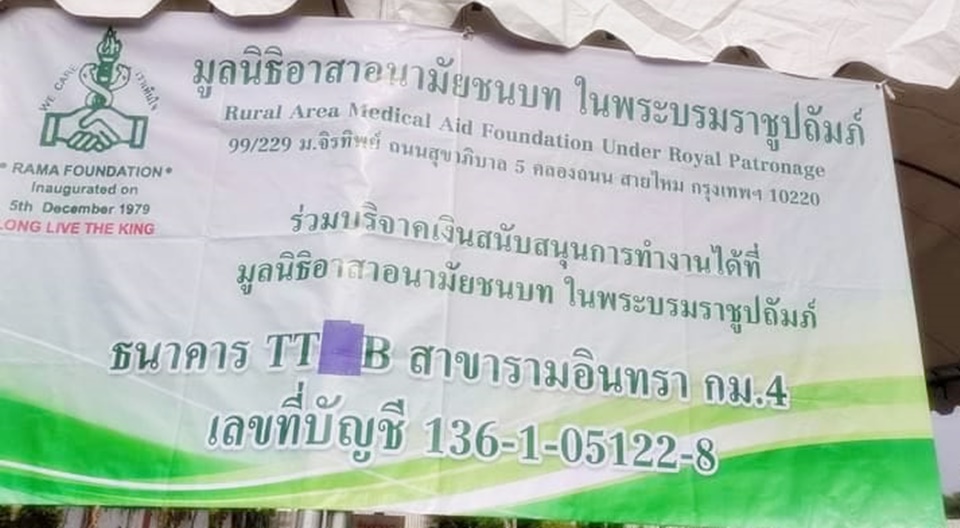 WE CARE
เราเต็มใจ
* RAMA FOUNDATION *
Inaugurated on
5th December 1979
LONG LIVE THE KING
มูลนิธิอาสาอนามัยชนบท ในพระบรมราชูปถัมภ์
Rural Area Medical Aid Foundation Under Royal Patronage
99/229 ม.จิรทิพย์ ถนนสุขาภิบาล 5 คลองถนน สายไหม กรุงเทพฯ 10220
ร่วมบริจาคเงินสนับสนุนการทำงานได้ที่
มูลนิธิอาสาอนามัยชนบท ในพระบรมราชูปถัมภ์
ธนาคาร TT B สาขารามอินทรา กม.4
เลขที่บัญชี 136-1-05122-8